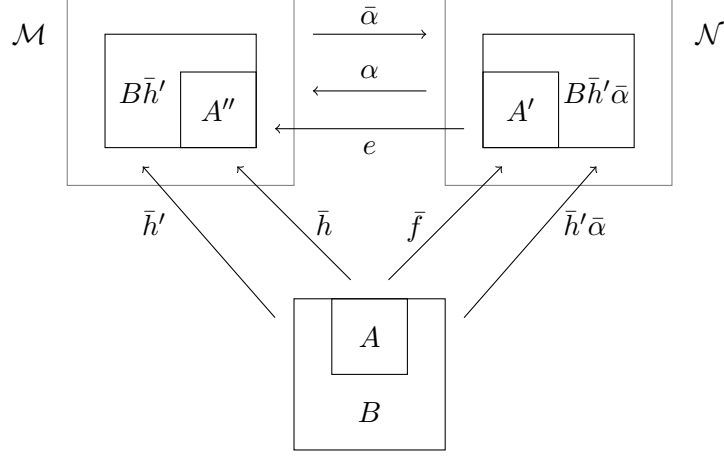 ℳ ᾱ 𝒩
Bh̄′ α Bh̄′ᾱ
A″ A′
e
h̄′ h̄ f̄ h̄′ᾱ
A
B